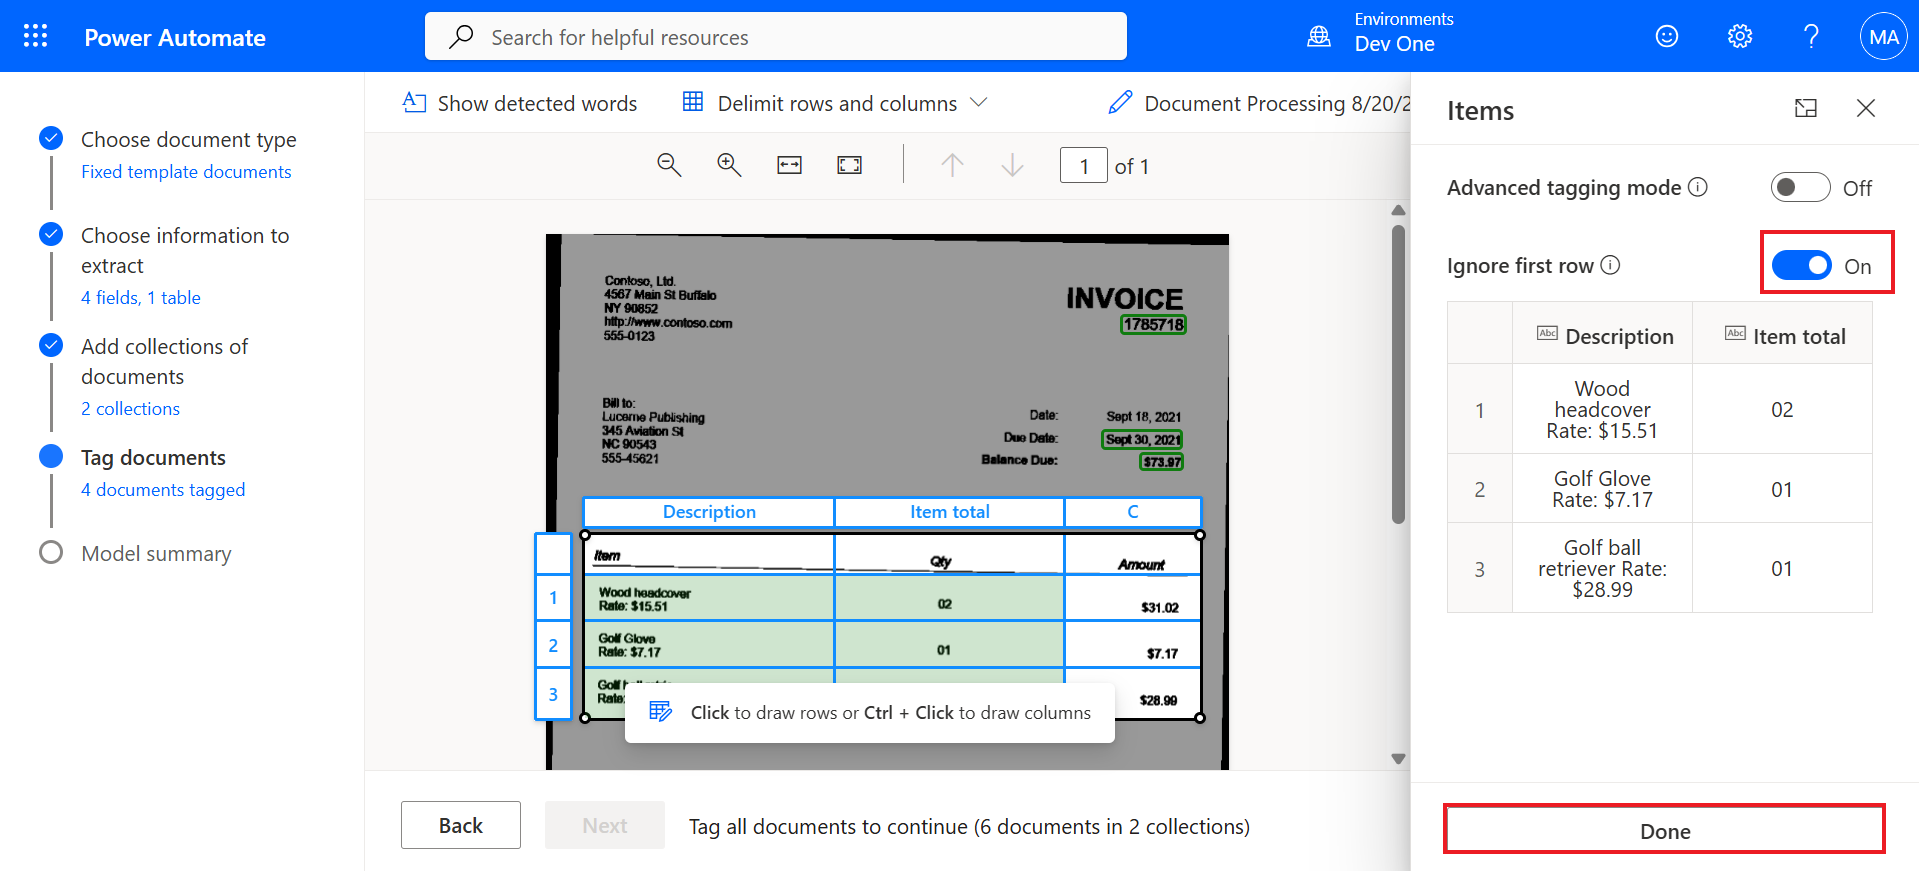 Power Automate
Search for helpful resources
Environments
Dev One
MA
Choose document type
Fixed template documents
Choose information to
extract
4 fields, 1 table
Add collections of
documents
2 collections
Tag documents
4 documents tagged
Model summary
Show detected words
Delimit rows and columns
Document Processing 8/20/2
1 of 1
Contoso, Ltd.
4567 Main St Buffalo
NY 90852
http://www.contoso.com
555-0123
INVOICE
1785718
Bill to:
Lucerne Publishing
345 Aviation St
NC 90543
555-45621
Date: Sept 18, 2021
Due Date: Sept 30, 2021
Balance Due: $73.97
Description Item total C
Item Qty Amount
1 Wood headcover
Rate: $15.51 02 $31.02
2 Golf Glove
Rate: $7.17 01 $7.17
3 Golf
Rate: $28.99
Click to draw rows or Ctrl + Click to draw columns
Back
Next
Tag all documents to continue (6 documents in 2 collections)
Items
Advanced tagging mode Off
Ignore first row On
Abc Description Abc Item total
1 Wood
headcover
Rate: $15.51 02
2 Golf Glove
Rate: $7.17 01
3 Golf ball
retriever Rate:
$28.99 01
Done